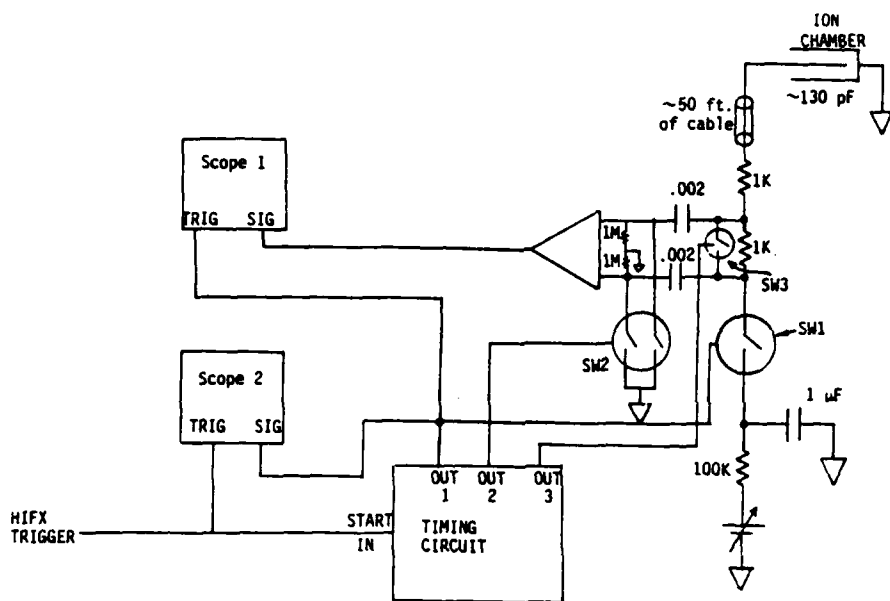 ION
CHAMBER
~130 pF
~50 ft.
of cable
1K
Scope 1
TRIG SIG
.002
1M
1M
.002
1K
SW3
SW1
SW2
Scope 2
TRIG SIG
1 µF
100K
OUT
1
OUT
2
OUT
3
HIFX
TRIGGER
START
IN
TIMING
CIRCUIT